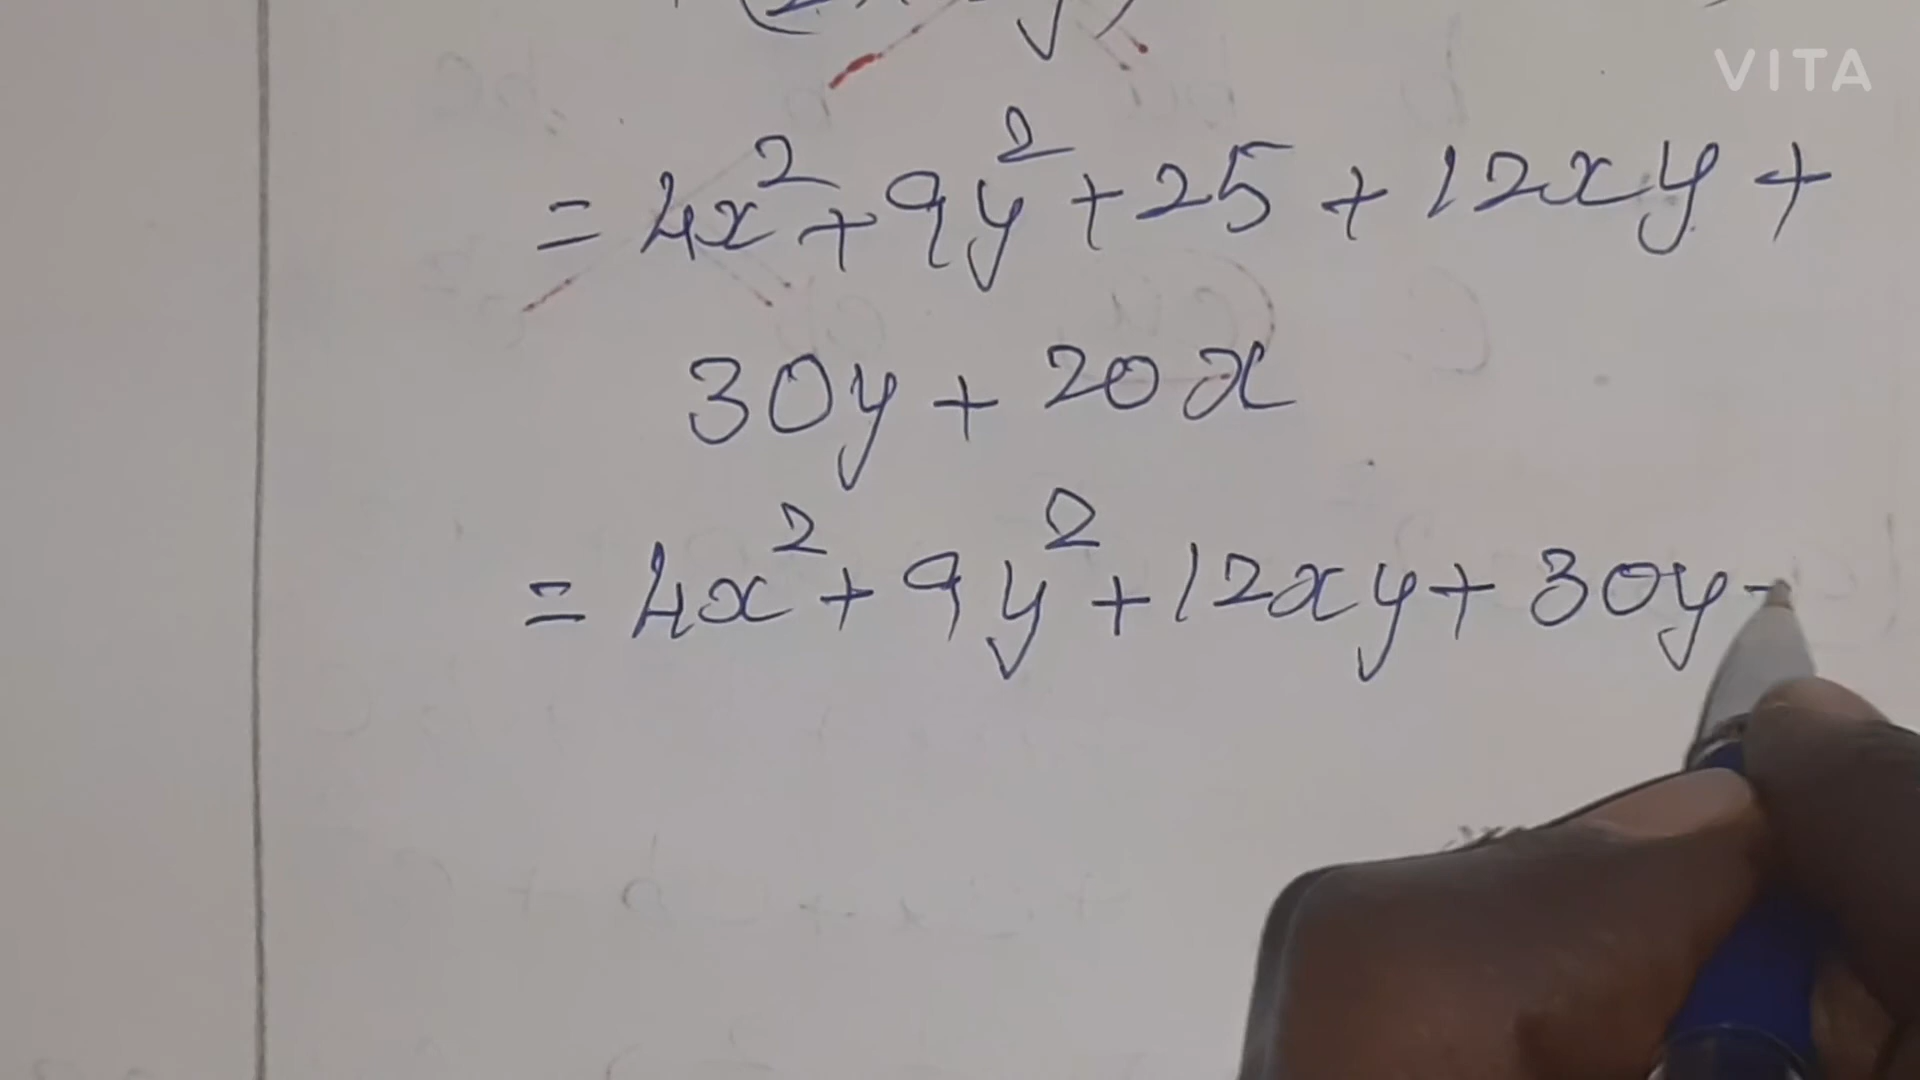 VITA
= 4x² + 9y² + 25 + 12xy +
30y + 20x
= 4x² + 9y² + 12xy + 30y +